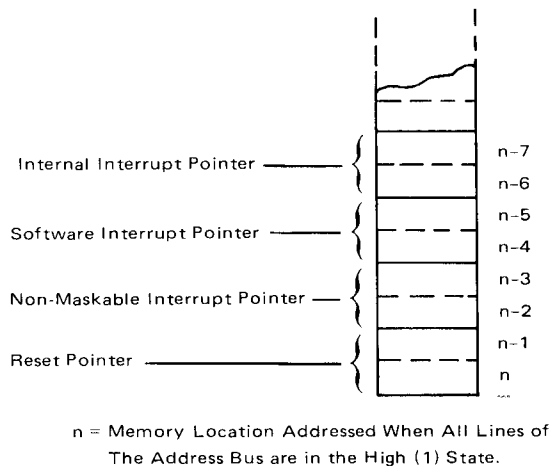 n-7
Internal Interrupt Pointer
n-6
n-5
Software Interrupt Pointer
n-4
n-3
Non-Maskable Interrupt Pointer
n-2
n-1
Reset Pointer
n
n = Memory Location Addressed When All Lines of
The Address Bus are in the High (1) State.